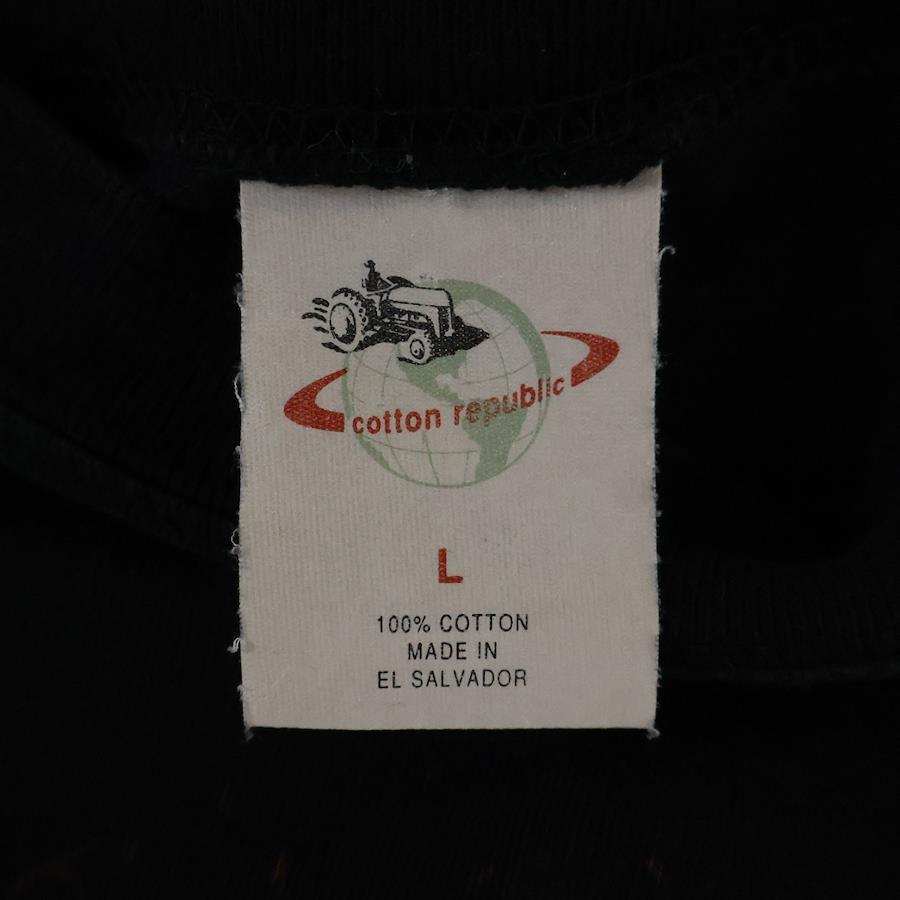 cotton republic
L
100% COTTON
MADE IN
EL SALVADOR